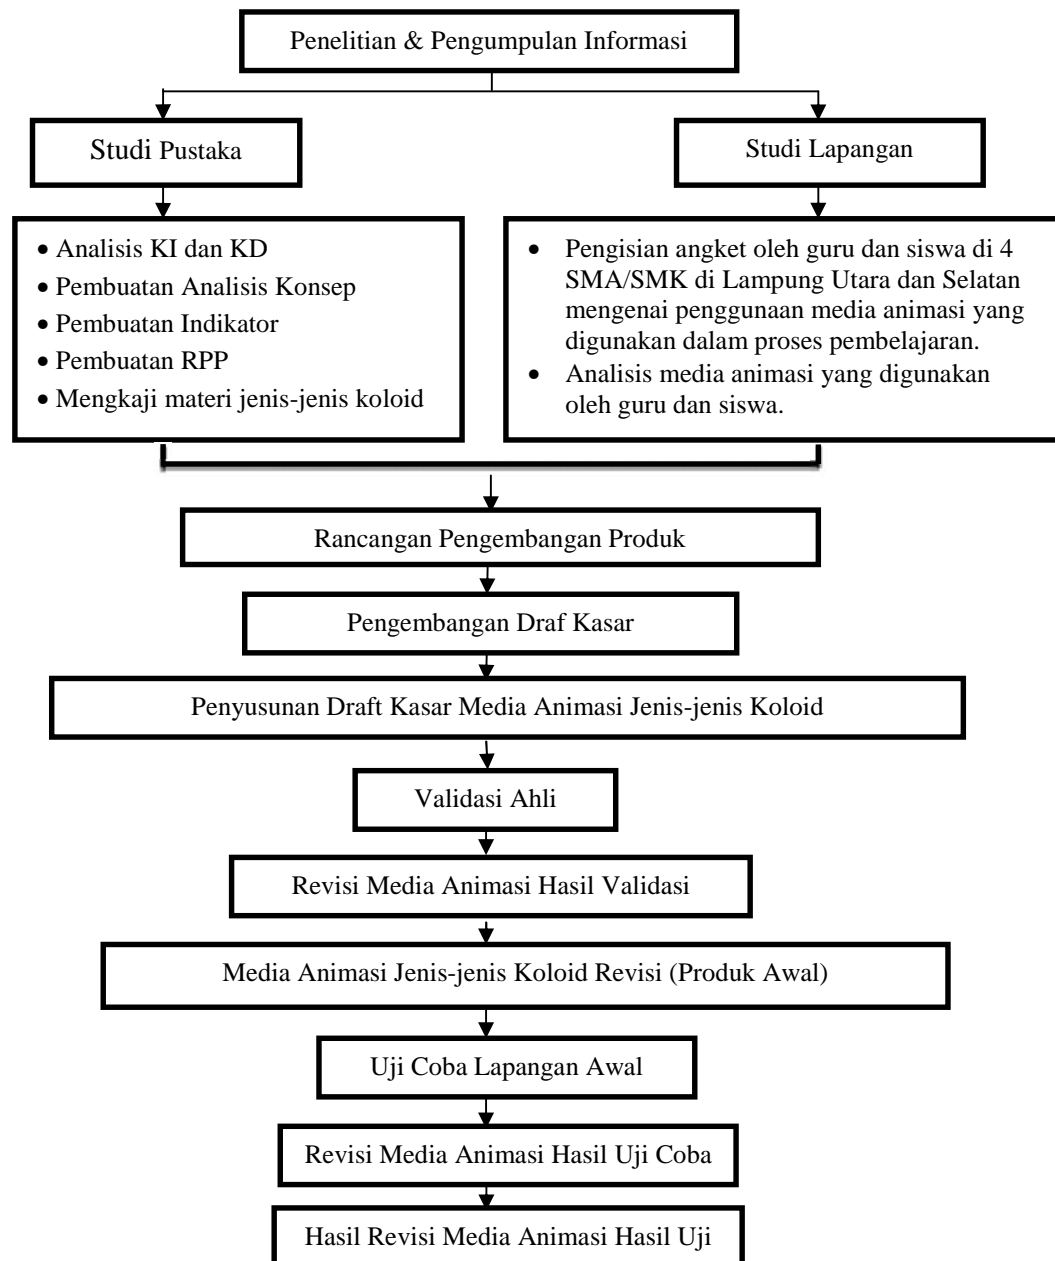 Penelitian & Pengumpulan Informasi
Studi Pustaka
Studi Lapangan
• Analisis KI dan KD
• Pembuatan Analisis Konsep
• Pembuatan Indikator
• Pembuatan RPP
• Mengkaji materi jenis-jenis koloid
• Pengisian angket oleh guru dan siswa di 4
SMA/SMK di Lampung Utara dan Selatan
mengenai penggunaan media animasi yang
digunakan dalam proses pembelajaran.
• Analisis media animasi yang digunakan
oleh guru dan siswa.
Rancangan Pengembangan Produk
Pengembangan Draf Kasar
Penyusunan Draft Kasar Media Animasi Jenis-jenis Koloid
Validasi Ahli
Revisi Media Animasi Hasil Validasi
Media Animasi Jenis-jenis Koloid Revisi (Produk Awal)
Uji Coba Lapangan Awal
Revisi Media Animasi Hasil Uji Coba
Hasil Revisi Media Animasi Hasil Uji